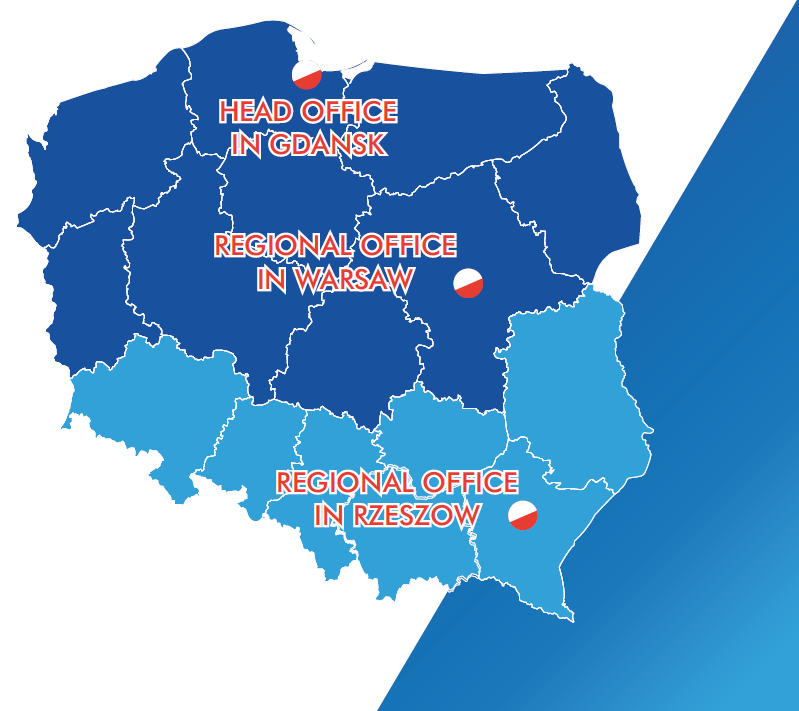 HEAD OFFICE
IN GDANSK
REGIONAL OFFICE
IN WARSAW
REGIONAL OFFICE
IN RZESZOW